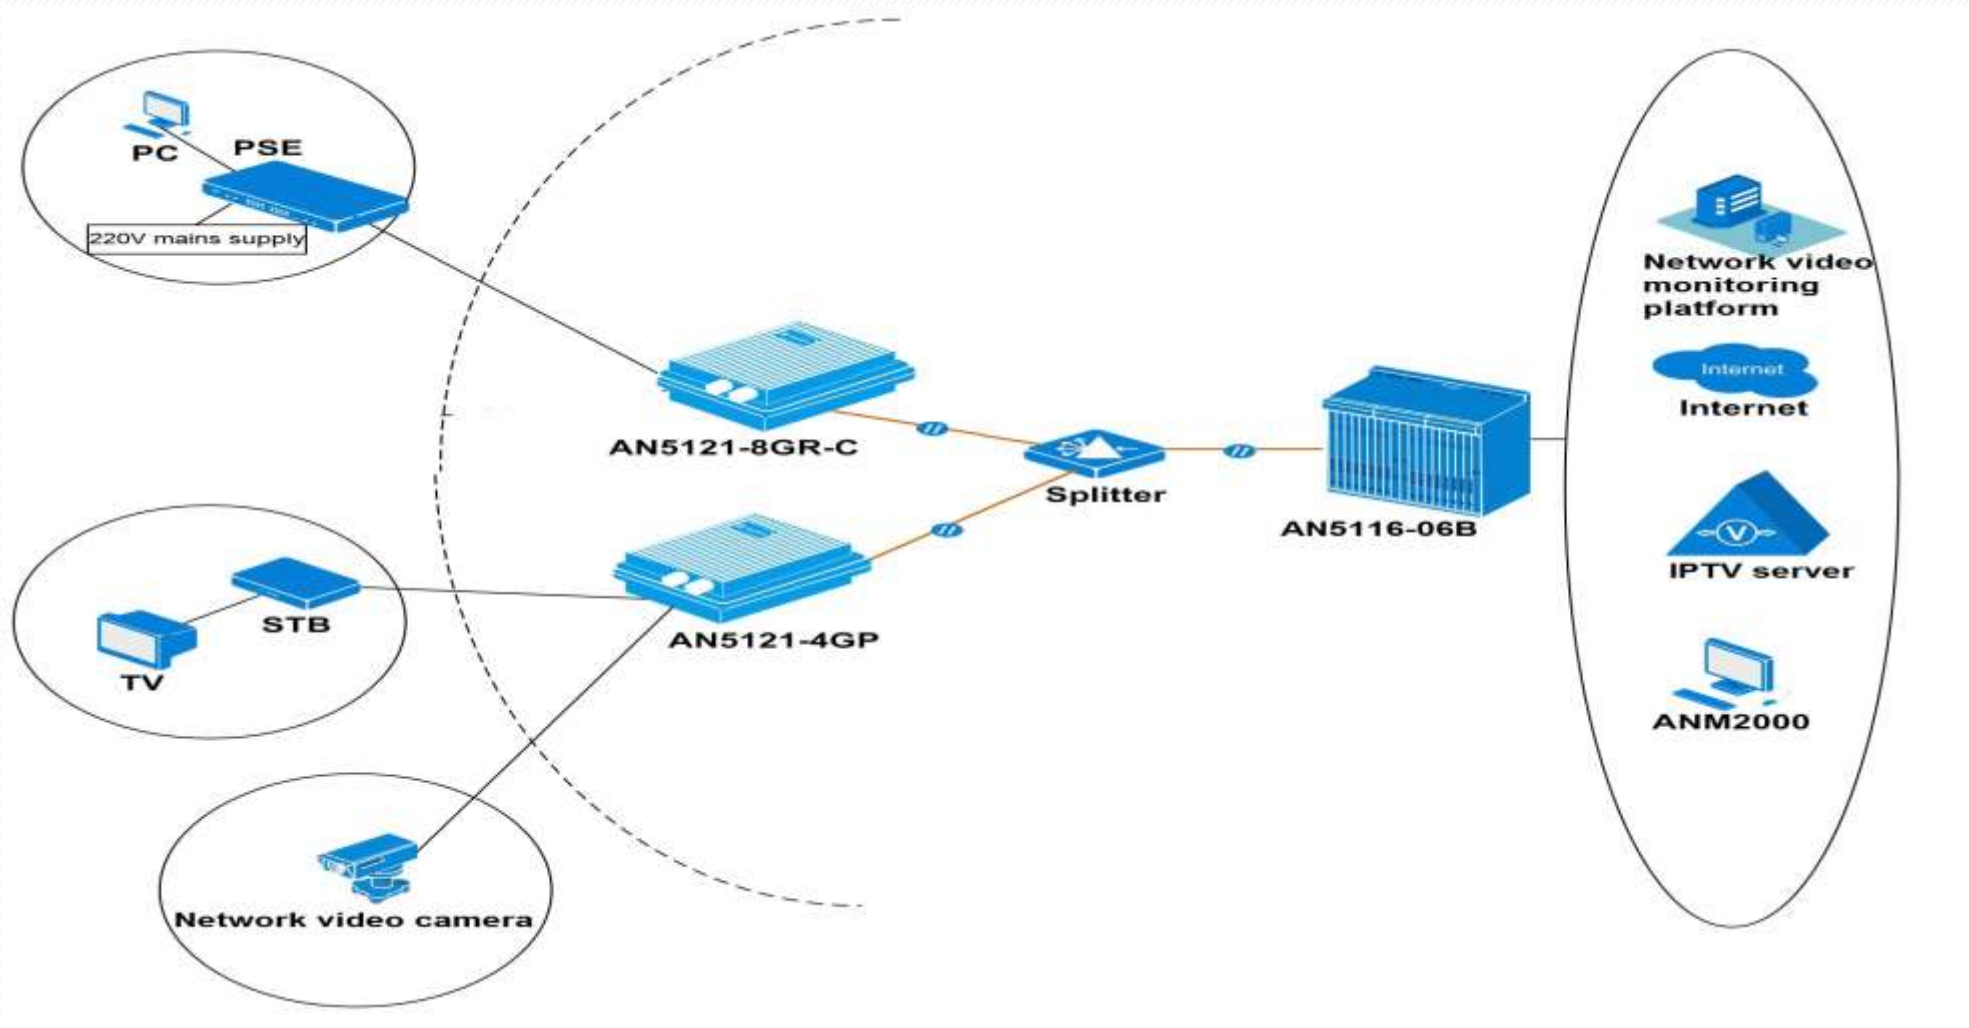 PC
PSE
220V mains supply
AN5121-8GR-C
Splitter
AN5116-06B
AN5121-4GP
STB
TV
Network video camera
Network video
monitoring
platform
Internet
Internet
V
IPTV server
ANM2000